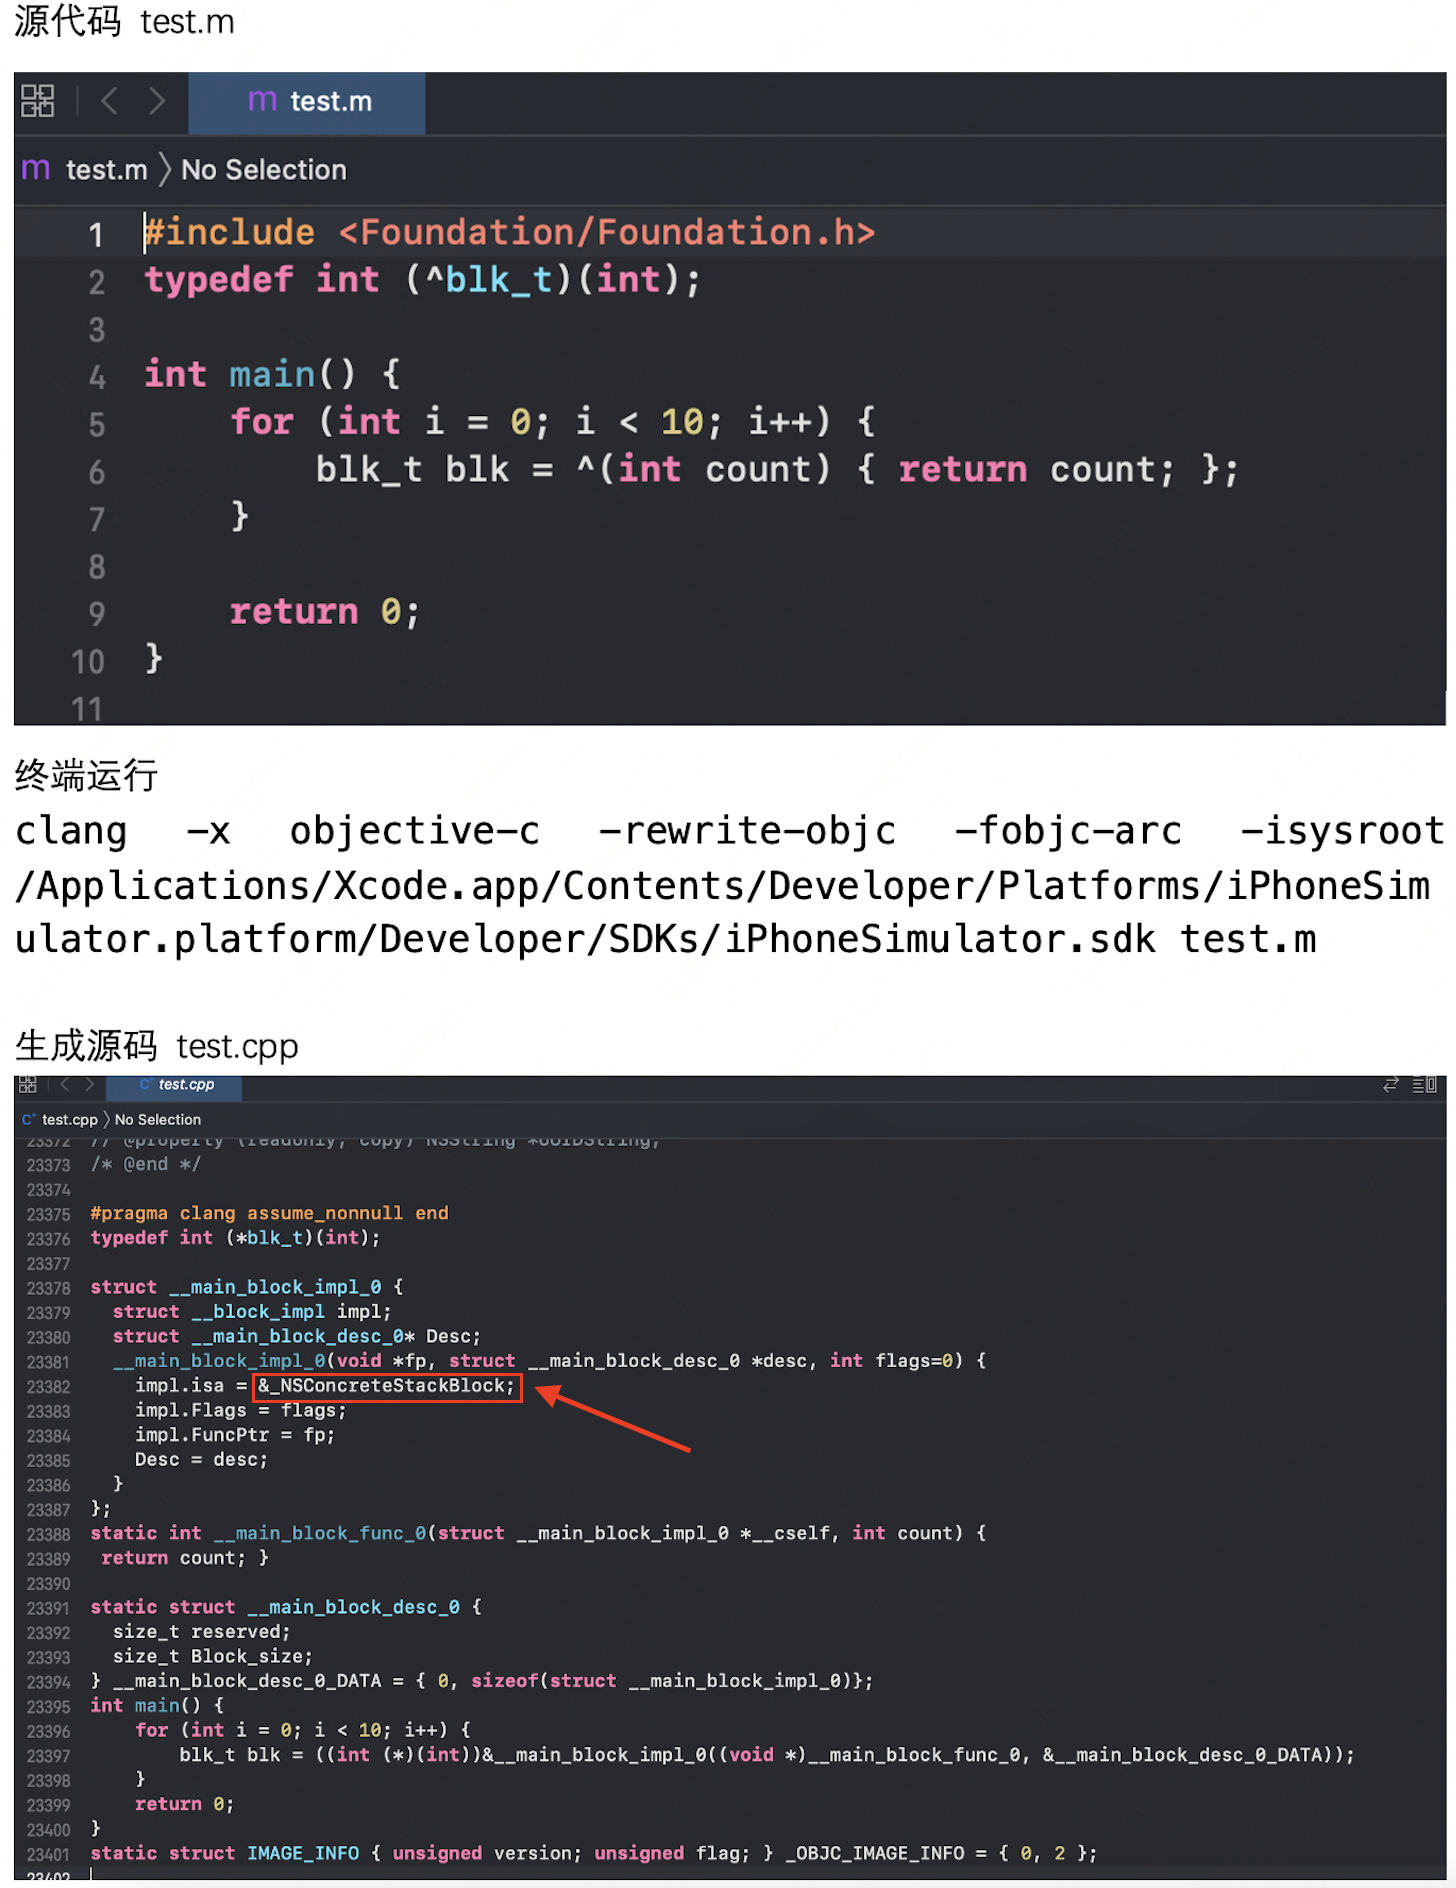 源代码 test.m
test.m
test.m 〉No Selection
1 #include <Foundation/Foundation.h>
2 typedef int (^blk_t)(int);
3
4 int main() {
5     for (int i = 0; i < 10; i++) {
6         blk_t blk = ^(int count) { return count; };
7     }
8
9     return 0;
10 }
11
终端运行
clang -x objective-c -rewrite-objc -fobjc-arc -isysroot
/Applications/Xcode.app/Contents/Developer/Platforms/iPhoneSim
ulator.platform/Developer/SDKs/iPhoneSimulator.sdk test.m
生成源码 test.cpp
test.cpp
test.cpp 〉No Selection
23372 // @property (readonly, copy) NSString *UUIDString;
23373 /* @end */
23374
23375 #pragma clang assume_nonnull end
23376 typedef int (*blk_t)(int);
23377
23378 struct __main_block_impl_0 {
23379   struct __block_impl impl;
23380   struct __main_block_desc_0* Desc;
23381   __main_block_impl_0(void *fp, struct __main_block_desc_0 *desc, int flags=0) {
23382     impl.isa = &_NSConcreteStackBlock;
23383     impl.Flags = flags;
23384     impl.FuncPtr = fp;
23385     Desc = desc;
23386   }
23387 };
23388 static int __main_block_func_0(struct __main_block_impl_0 *__cself, int count) {
23389  return count; }
23390
23391 static struct __main_block_desc_0 {
23392   size_t reserved;
23393   size_t Block_size;
23394 } __main_block_desc_0_DATA = { 0, sizeof(struct __main_block_impl_0)};
23395 int main() {
23396     for (int i = 0; i < 10; i++) {
23397         blk_t blk = ((int (*)(int))&__main_block_impl_0((void *)__main_block_func_0, &__main_block_desc_0_DATA));
23398     }
23399     return 0;
23400 }
23401 static struct IMAGE_INFO { unsigned version; unsigned flag; } _OBJC_IMAGE_INFO = { 0, 2 };
23402